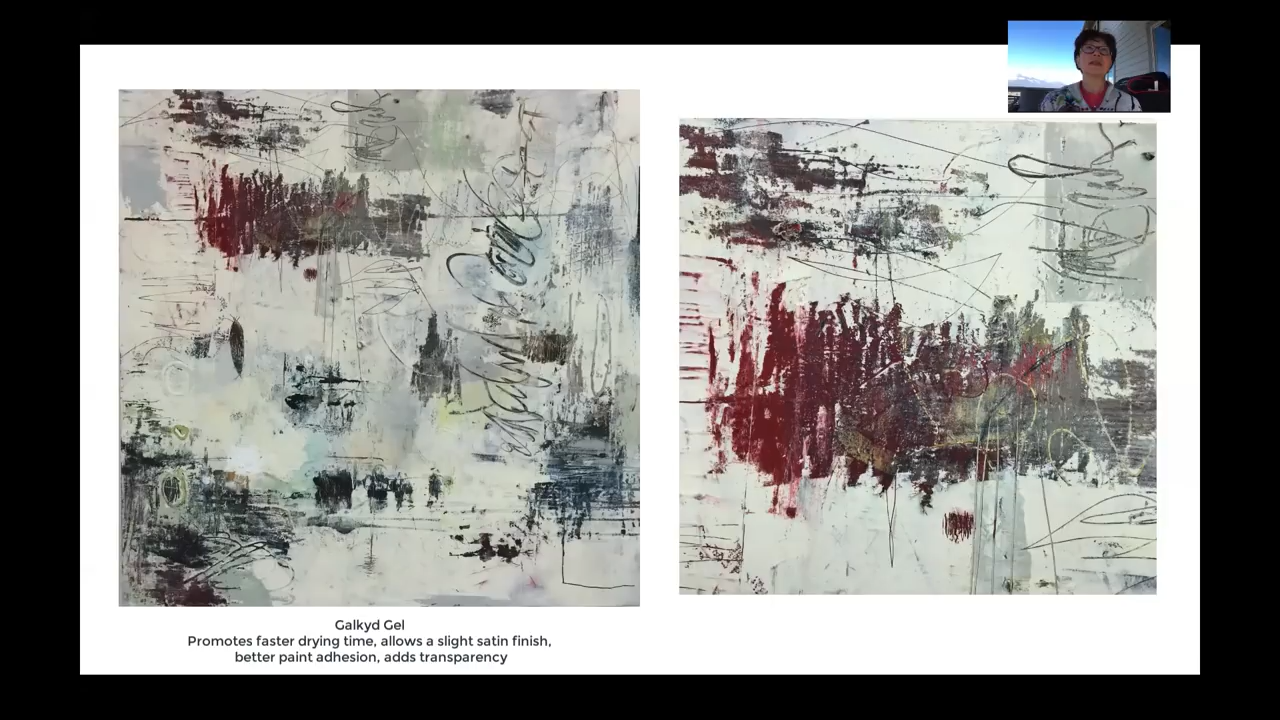 Galkyd Gel
Promotes faster drying time, allows a slight satin finish,
better paint adhesion, adds transparency